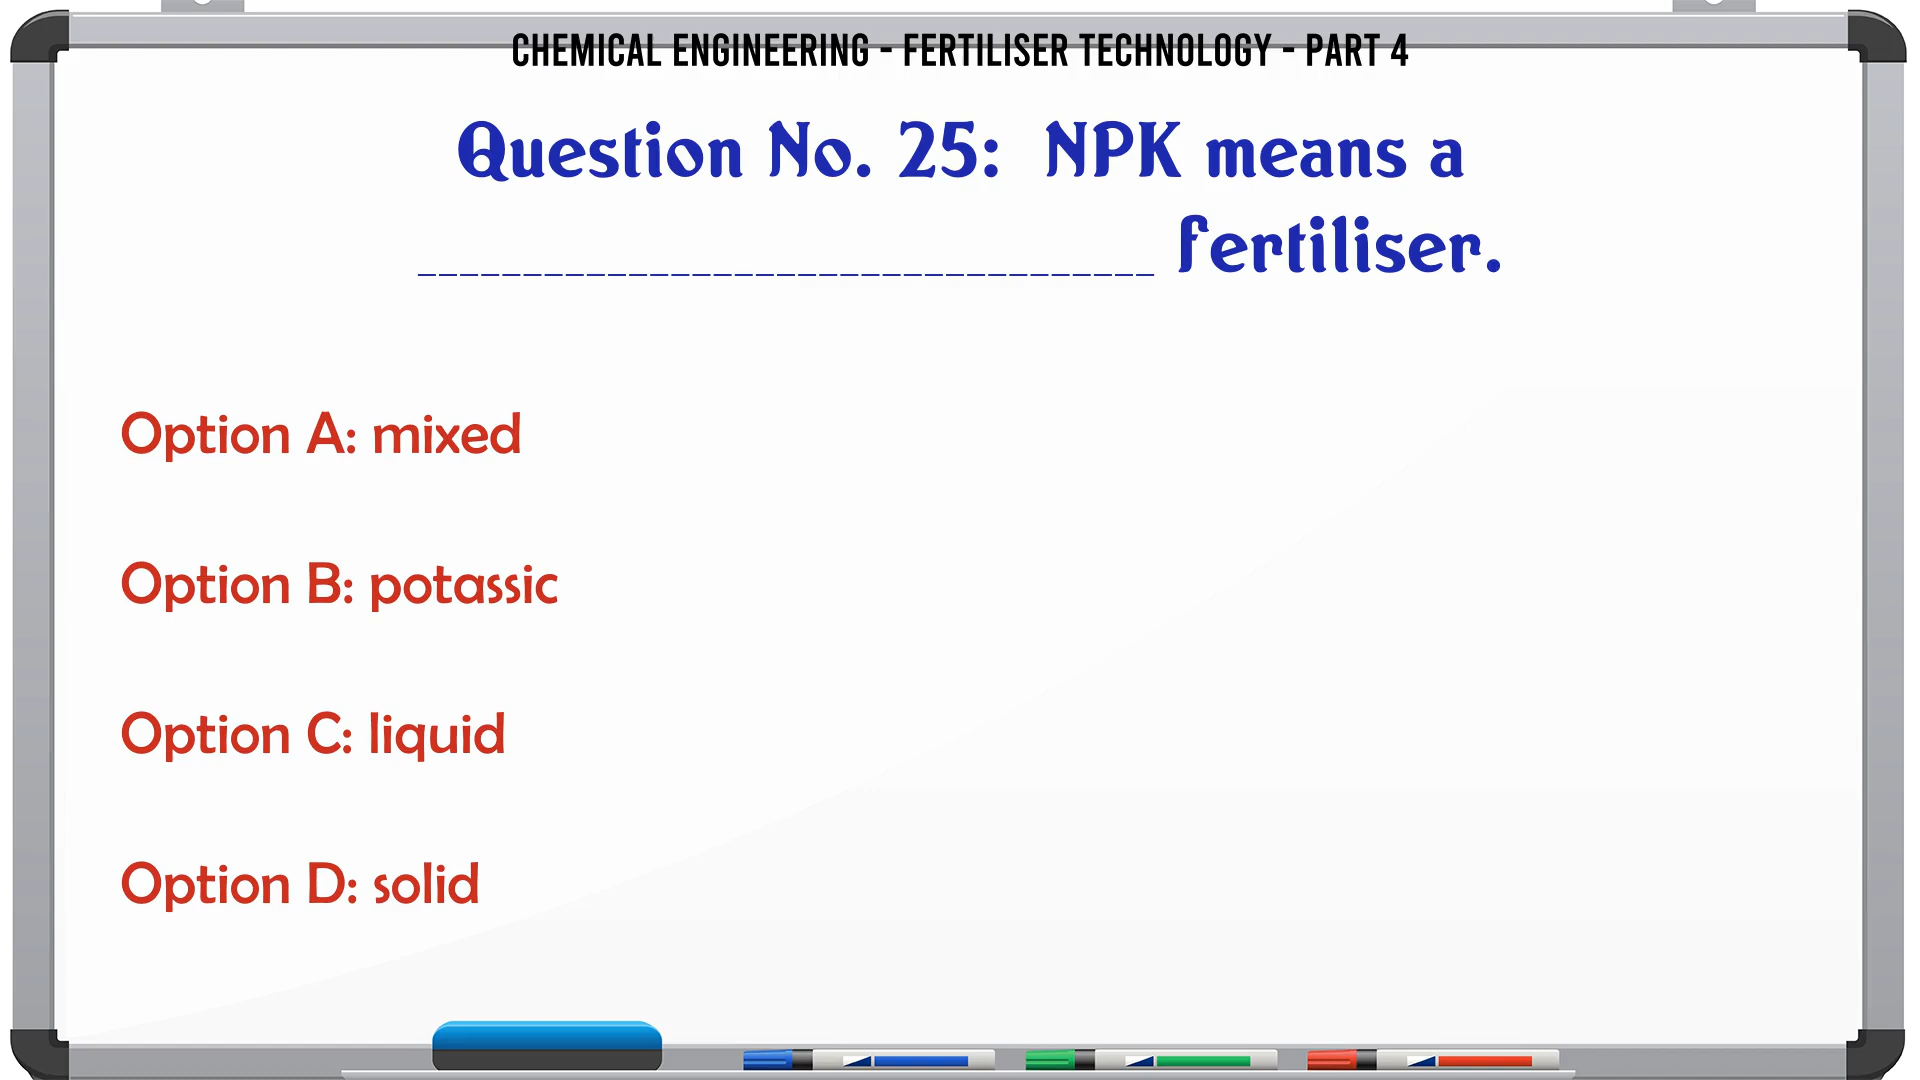 CHEMICAL ENGINEERING - FERTILISER TECHNOLOGY - PART 4
Question No. 25: NPK means a
___________________________________ fertiliser.
Option A: mixed
Option B: potassic
Option C: liquid
Option D: solid